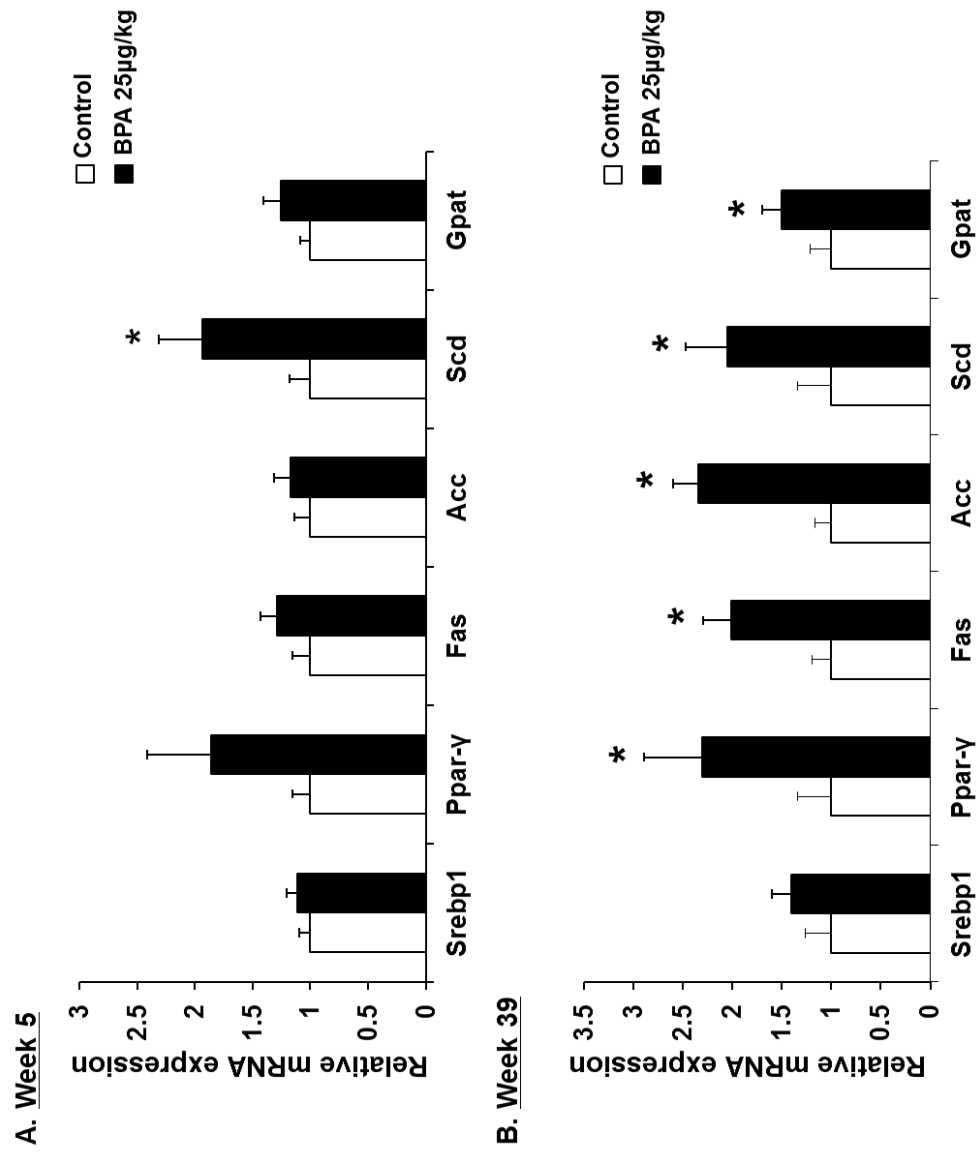 A. Week 5
Control
BPA 25µg/kg
Relative mRNA expression
3
2.5
2
1.5
1
0.5
0
*
Srebp1 Ppar-γ Fas Acc Scd Gpat
B. Week 39
Control
BPA 25µg/kg
Relative mRNA expression
3.5
3
2.5
2
1.5
1
0.5
0
* * * * *
Srebp1 Ppar-γ Fas Acc Scd Gpat